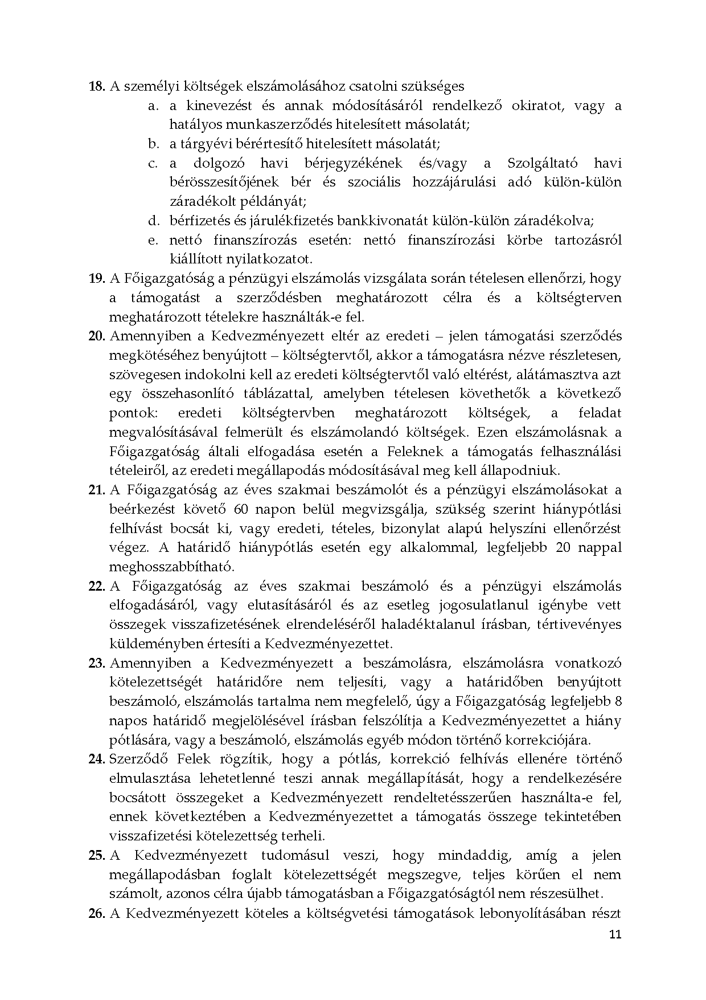 18. A személyi költségek elszámolásához csatolni szükséges
a. a kinevezést és annak módosításáról rendelkező okiratot, vagy a
hatályos munkaszerződés hitelesített másolatát;
b. a tárgyévi bérértesítő hitelesített másolatát;
c. a dolgozó havi bérjegyzékének és/vagy a Szolgáltató havi
bérösszesítőjének bér és szociális hozzájárulási adó külön-külön
záradékolt példányát;
d. bérfizetés és járulékfizetés bankkivonatát külön-külön záradékolva;
e. nettó finanszírozás esetén: nettó finanszírozási körbe tartozásról
kiállított nyilatkozatot.
19. A Főigazgatóság a pénzügyi elszámolás vizsgálata során tételesen ellenőrzi, hogy
a támogatást a szerződésben meghatározott célra és a költségterven
meghatározott tételekre használták-e fel.
20. Amennyiben a Kedvezményezett eltér az eredeti – jelen támogatási szerződés
megkötéséhez benyújtott – költségtervtől, akkor a támogatásra nézve részletesen,
szövegesen indokolni kell az eredeti költségtervtől való eltérést, alátámasztva azt
egy összehasonlító táblázattal, amelyben tételesen követhetők a következő
pontok: eredeti költségtervben meghatározott költségek, a feladat
megvalósításával felmerült és elszámolandó költségek. Ezen elszámolásnak a
Főigazgatóság általi elfogadása esetén a Feleknek a támogatás felhasználási
tételeiről, az eredeti megállapodás módosításával meg kell állapodniuk.
21. A Főigazgatóság az éves szakmai beszámolót és a pénzügyi elszámolásokat a
beérkezést követő 60 napon belül megvizsgálja, szükség szerint hiánypótlási
felhívást bocsát ki, vagy eredeti, tételes, bizonylat alapú helyszíni ellenőrzést
végez. A határidő hiánypótlás esetén egy alkalommal, legfeljebb 20 nappal
meghosszabbítható.
22. A Főigazgatóság az éves szakmai beszámoló és a pénzügyi elszámolás
elfogadásáról, vagy elutasításáról és az esetleg jogosulatlanul igénybe vett
összegek visszafizetésének elrendeléséről haladéktalanul írásban, tértivevényes
küldeményben értesíti a Kedvezményezettet.
23. Amennyiben a Kedvezményezett a beszámolásra, elszámolásra vonatkozó
kötelezettségét határidőre nem teljesíti, vagy a határidőben benyújtott
beszámoló, elszámolás tartalma nem megfelelő, úgy a Főigazgatóság legfeljebb 8
napos határidő megjelölésével írásban felszólítja a Kedvezményezettet a hiány
pótlására, vagy a beszámoló, elszámolás egyéb módon történő korrekciójára.
24. Szerződő Felek rögzítik, hogy a pótlás, korrekció felhívás ellenére történő
elmulasztása lehetetlenné teszi annak megállapítását, hogy a rendelkezésére
bocsátott összegeket a Kedvezményezett rendeltetésszerűen használta-e fel,
ennek következtében a Kedvezményezettet a támogatás összege tekintetében
visszafizetési kötelezettség terheli.
25. A Kedvezményezett tudomásul veszi, hogy mindaddig, amíg a jelen
megállapodásban foglalt kötelezettségét megszegve, teljes körűen el nem
számolt, azonos célra újabb támogatásban a Főigazgatóságtól nem részesülhet.
26. A Kedvezményezett köteles a költségvetési támogatások lebonyolításában részt
11